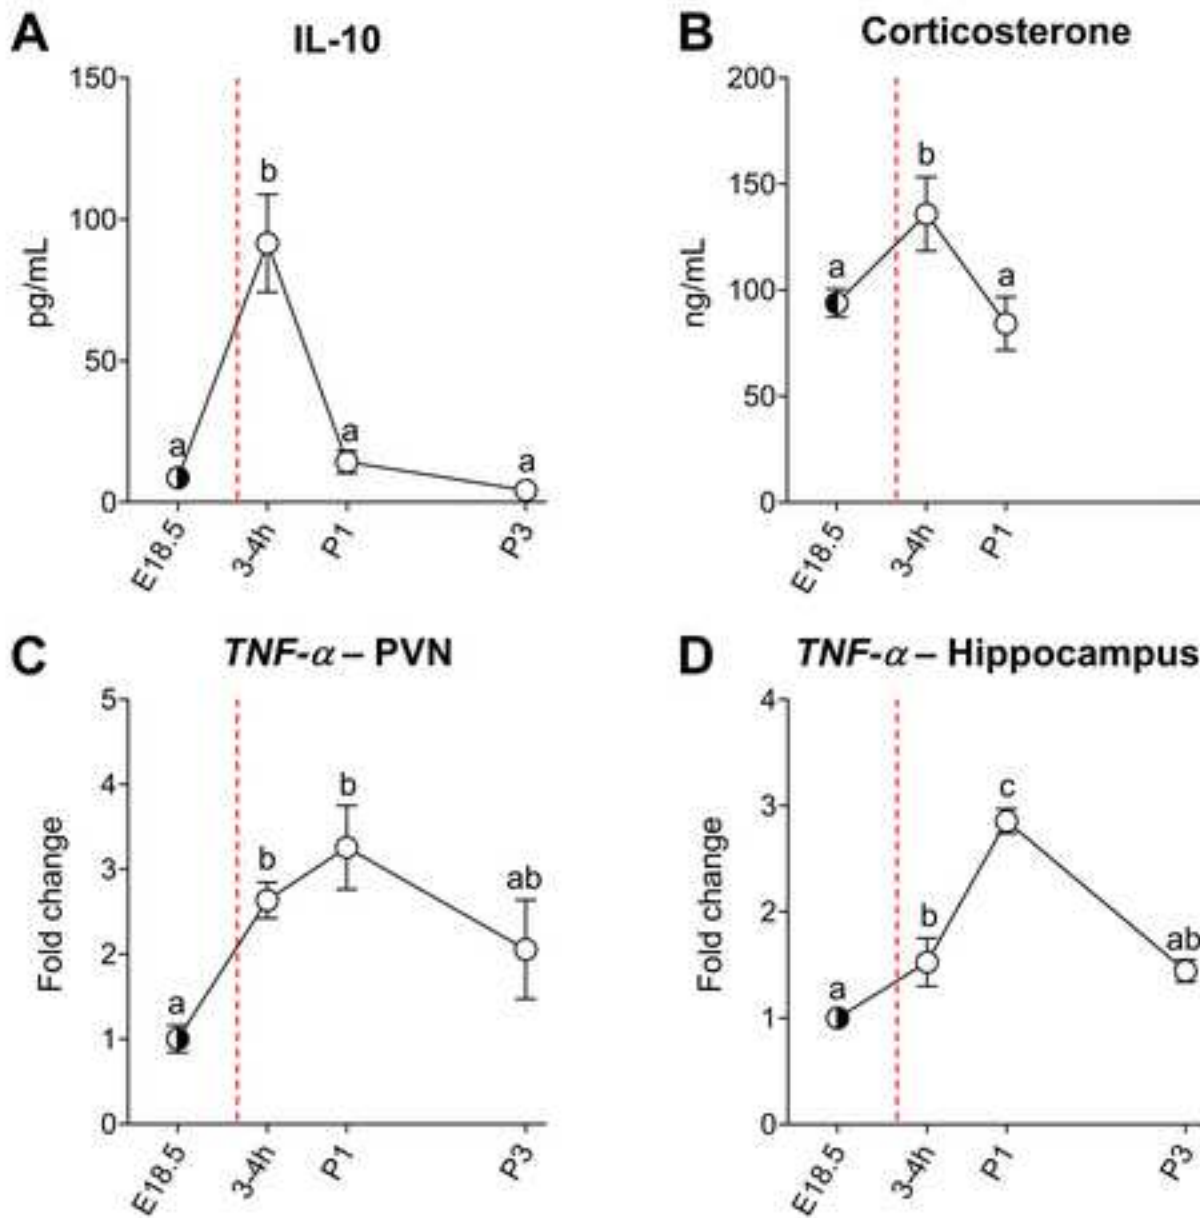 A
IL-10
150
100
50
0
pg/mL
a
b
a
a
E18.5
3-4h
P1
P3
B
Corticosterone
200
150
100
50
0
ng/mL
a
b
a
E18.5
3-4h
P1
C
TNF-α – PVN
5
4
3
2
1
0
Fold change
a
b
b
ab
E18.5
3-4h
P1
P3
D
TNF-α – Hippocampus
4
3
2
1
0
Fold change
a
b
c
ab
E18.5
3-4h
P1
P3